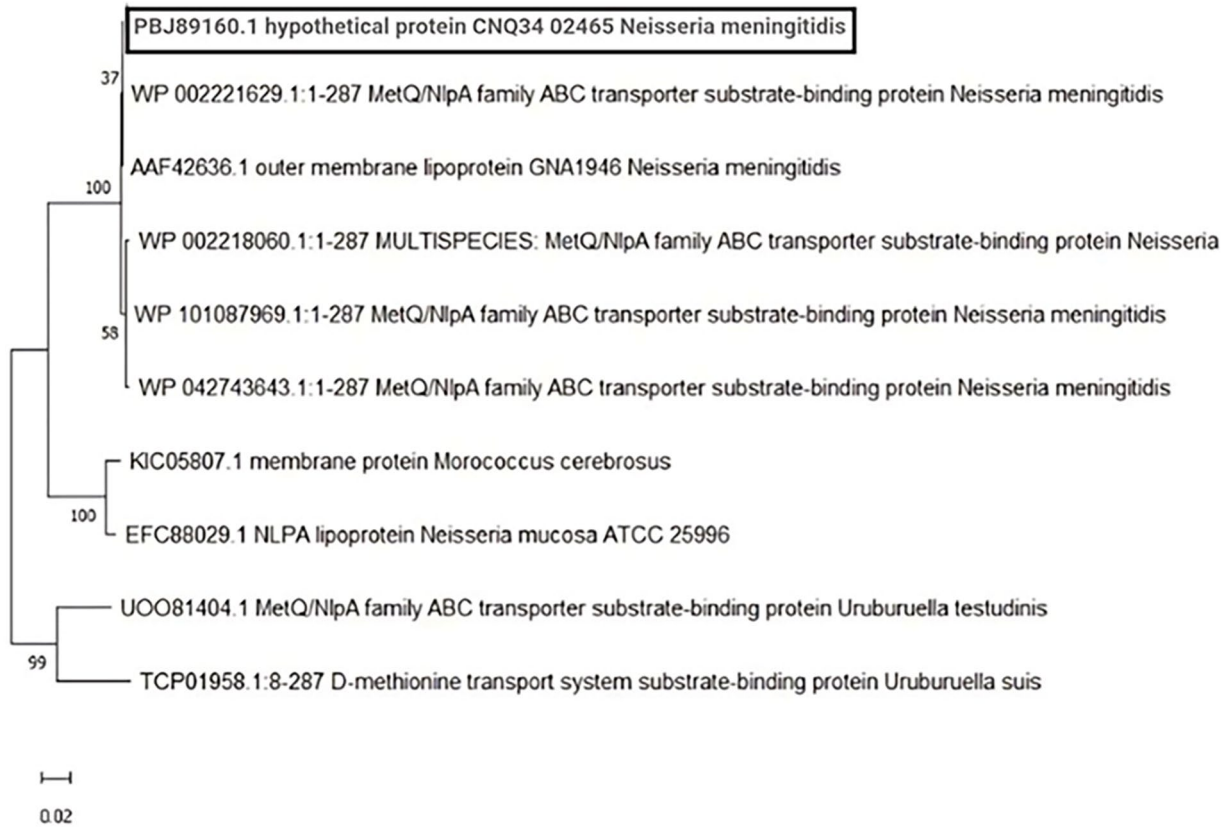 PBJ89160.1 hypothetical protein CNQ34 02465 Neisseria meningitidis
37
WP 002221629.1:1-287 MetQ/NlpA family ABC transporter substrate-binding protein Neisseria meningitidis
AAF42636.1 outer membrane lipoprotein GNA1946 Neisseria meningitidis
100
WP 002218060.1:1-287 MULTISPECIES: MetQ/NlpA family ABC transporter substrate-binding protein Neisseria
WP 101087969.1:1-287 MetQ/NlpA family ABC transporter substrate-binding protein Neisseria meningitidis
58
WP 042743643.1:1-287 MetQ/NlpA family ABC transporter substrate-binding protein Neisseria meningitidis
KIC05807.1 membrane protein Morococcus cerebrosus
100
EFC88029.1 NLPA lipoprotein Neisseria mucosa ATCC 25996
UOO81404.1 MetQ/NlpA family ABC transporter substrate-binding protein Uruburuella testudinis
99
TCP01958.1:8-287 D-methionine transport system substrate-binding protein Uruburuella suis
0.02